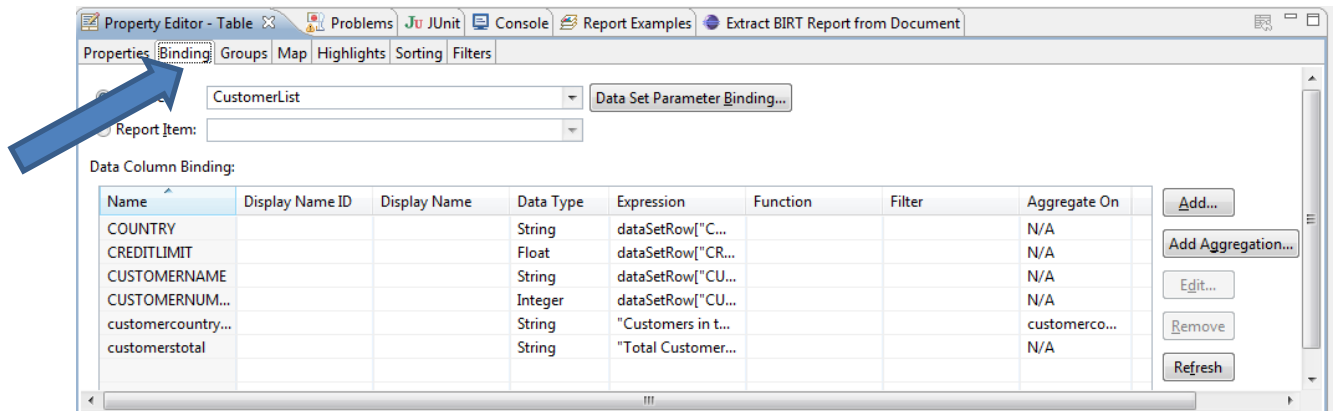 Property Editor - Table Problems JUnit Console Report Examples Extract BIRT Report from Document
Properties Binding Groups Map Highlights Sorting Filters
CustomerList Data Set Parameter Binding...
Report Item:
Data Column Binding:
Name Display Name ID Display Name Data Type Expression Function Filter Aggregate On Add...
COUNTRY String dataSetRow["C... N/A
CREDITLIMIT Float dataSetRow["CR... N/A Add Aggregation...
CUSTOMERNAME String dataSetRow["CU... N/A
CUSTOMERNUM... Integer dataSetRow["CU... N/A Edit...
customercountry... String "Customers in t... customerco...
customerstotal String "Total Customer... N/A Remove
Refresh